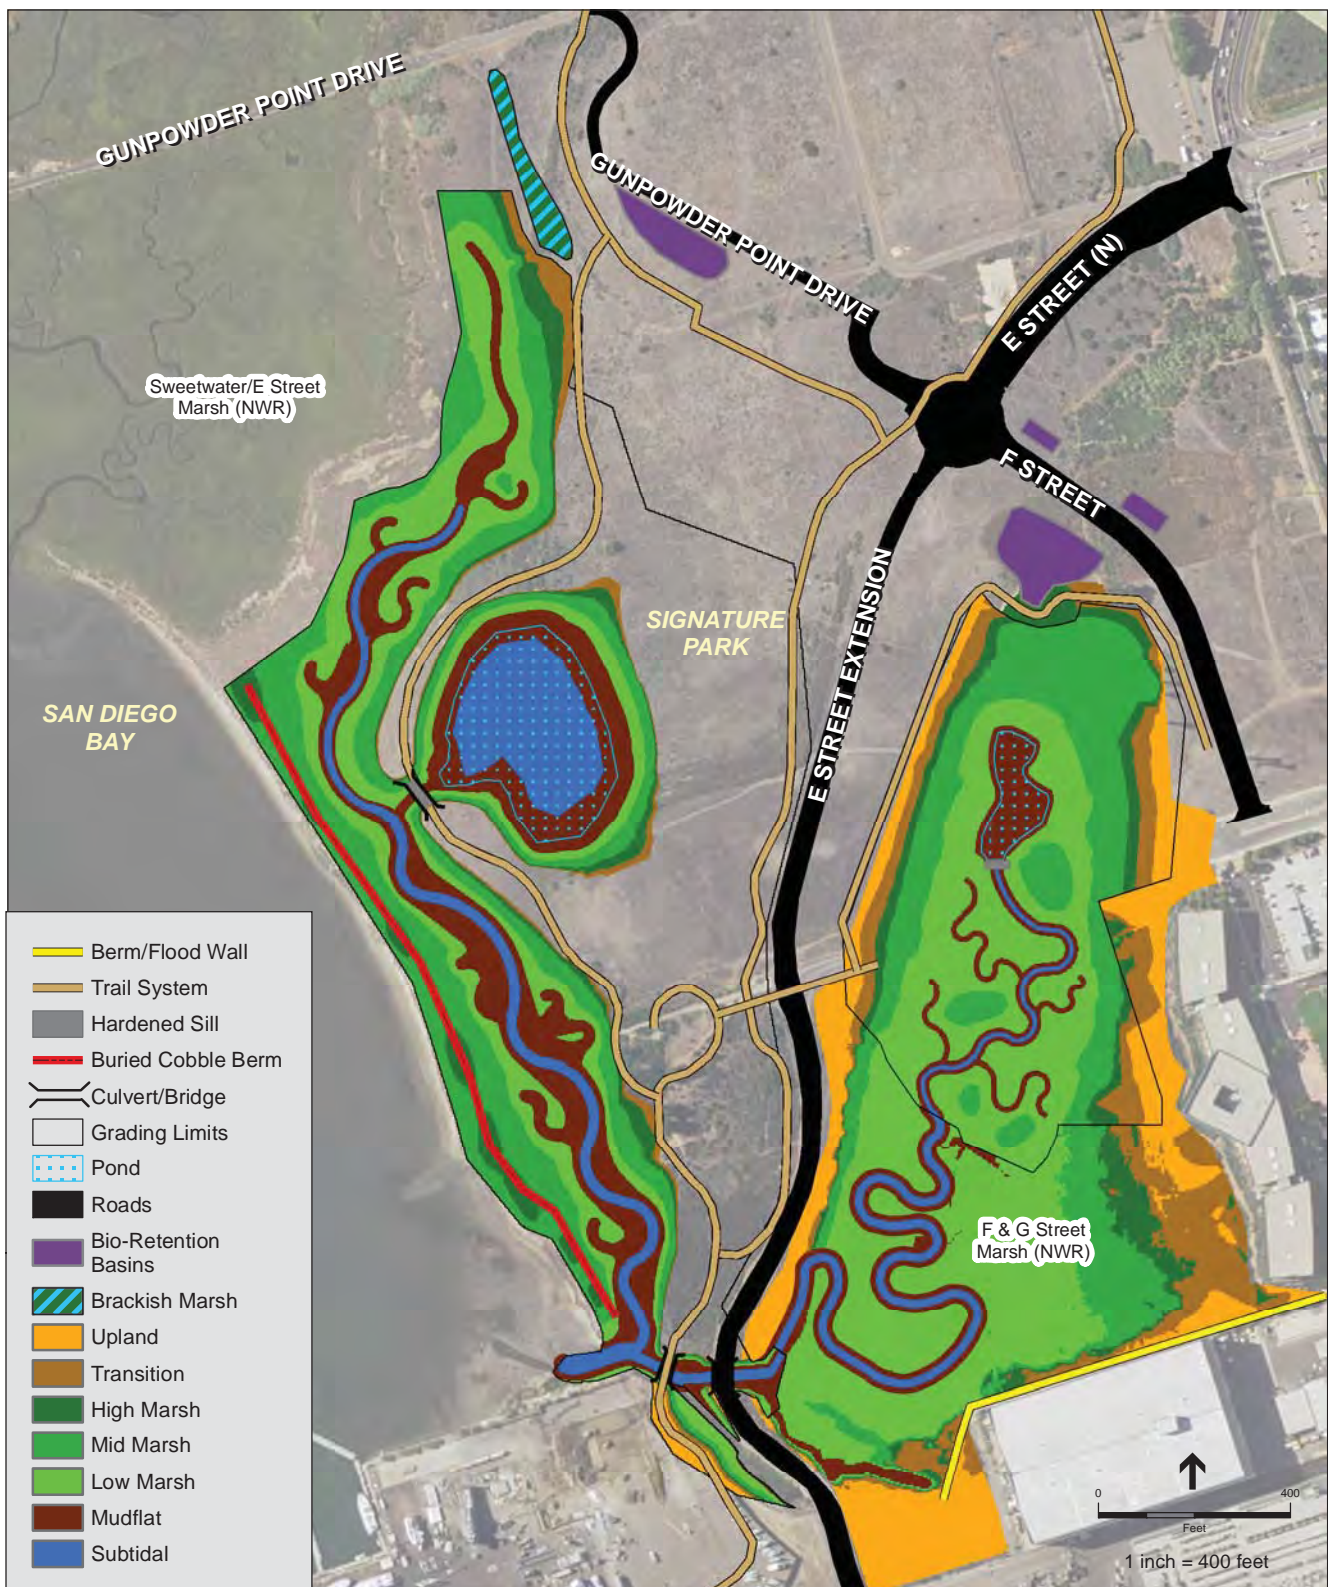 GUNPOWDER POINT DRIVE
GUNPOWDER POINT DRIVE
E STREET (N)
Sweetwater/E Street
Marsh (NWR)
F STREET
SIGNATURE
PARK
E STREET EXTENSION
SAN DIEGO
BAY
F & G Street
Marsh (NWR)
Berm/Flood Wall
Trail System
Hardened Sill
Buried Cobble Berm
Culvert/Bridge
Grading Limits
Pond
Roads
Bio-Retention
Basins
Brackish Marsh
Upland
Transition
High Marsh
Mid Marsh
Low Marsh
Mudflat
Subtidal
0 400
Feet
1 inch = 400 feet